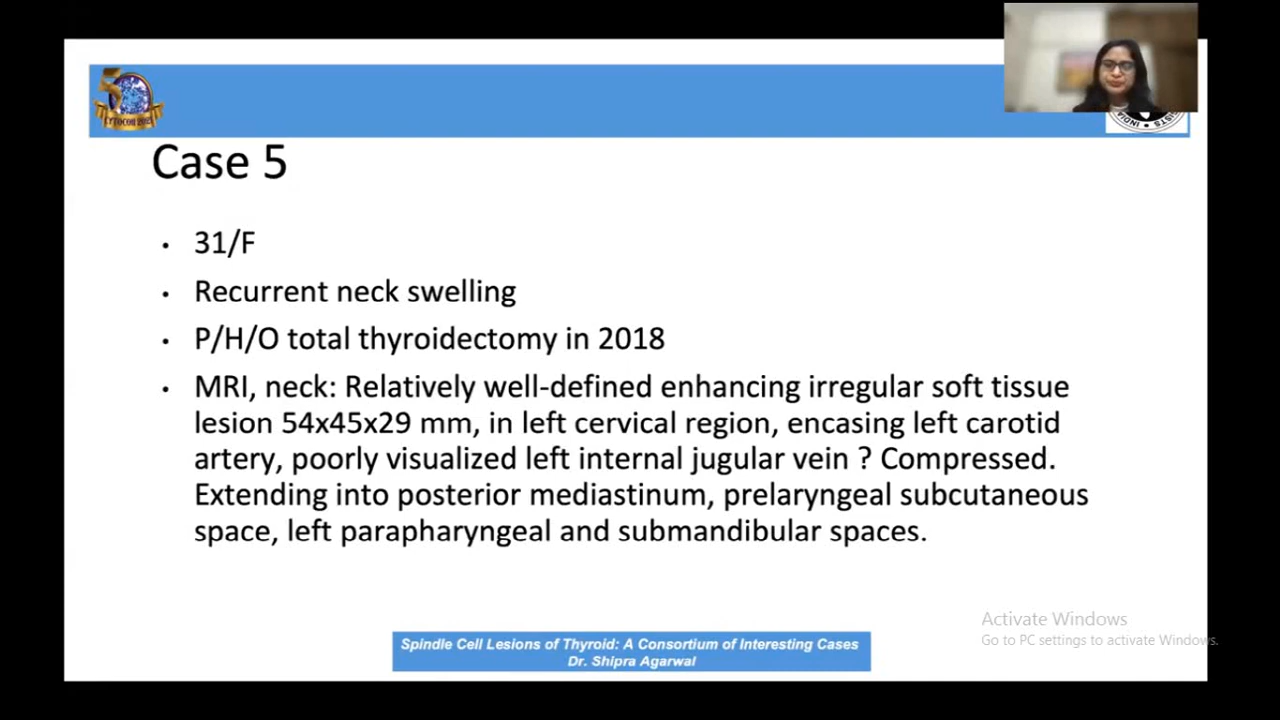 CYTOCON 2021
Case 5
• 31/F
• Recurrent neck swelling
• P/H/O total thyroidectomy in 2018
• MRI, neck: Relatively well-defined enhancing irregular soft tissue
lesion 54x45x29 mm, in left cervical region, encasing left carotid
artery, poorly visualized left internal jugular vein ? Compressed.
Extending into posterior mediastinum, prelaryngeal subcutaneous
space, left parapharyngeal and submandibular spaces.
Activate Windows
Go to PC settings to activate Windows.
Spindle Cell Lesions of Thyroid: A Consortium of Interesting Cases
Dr. Shipra Agarwal